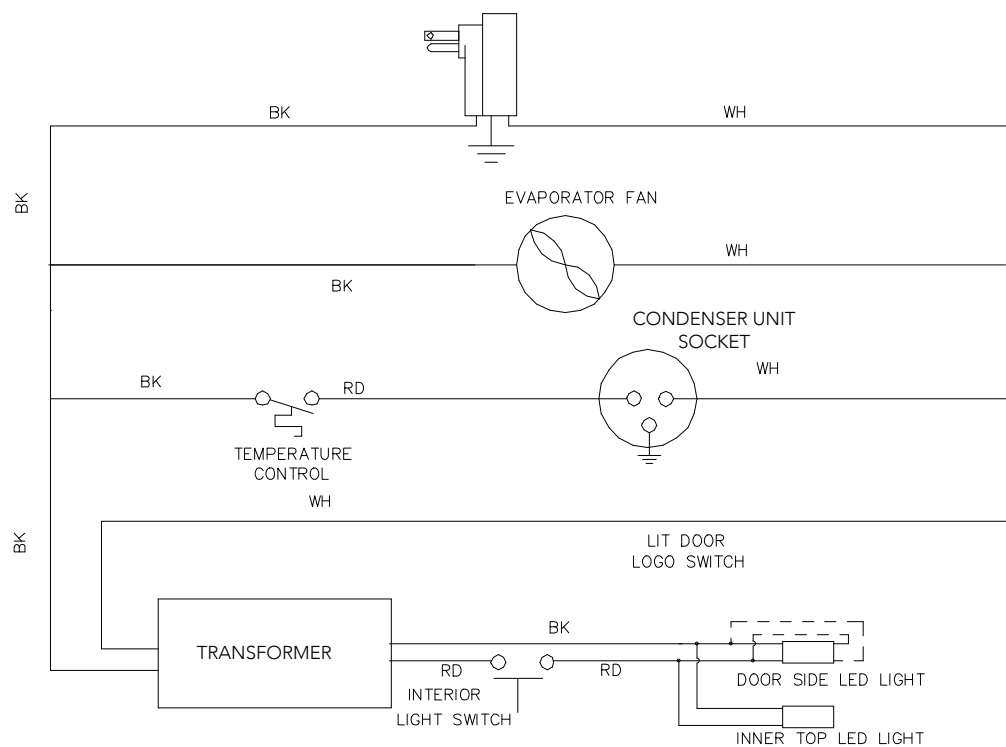 BK
WH
BK
EVAPORATOR FAN
WH
BK
CONDENSER UNIT
SOCKET
WH
BK
RD
TEMPERATURE
CONTROL
WH
BK
LIT DOOR
LOGO SWITCH
BK
TRANSFORMER
RD
RD
INTERIOR
LIGHT SWITCH
DOOR SIDE LED LIGHT
INNER TOP LED LIGHT